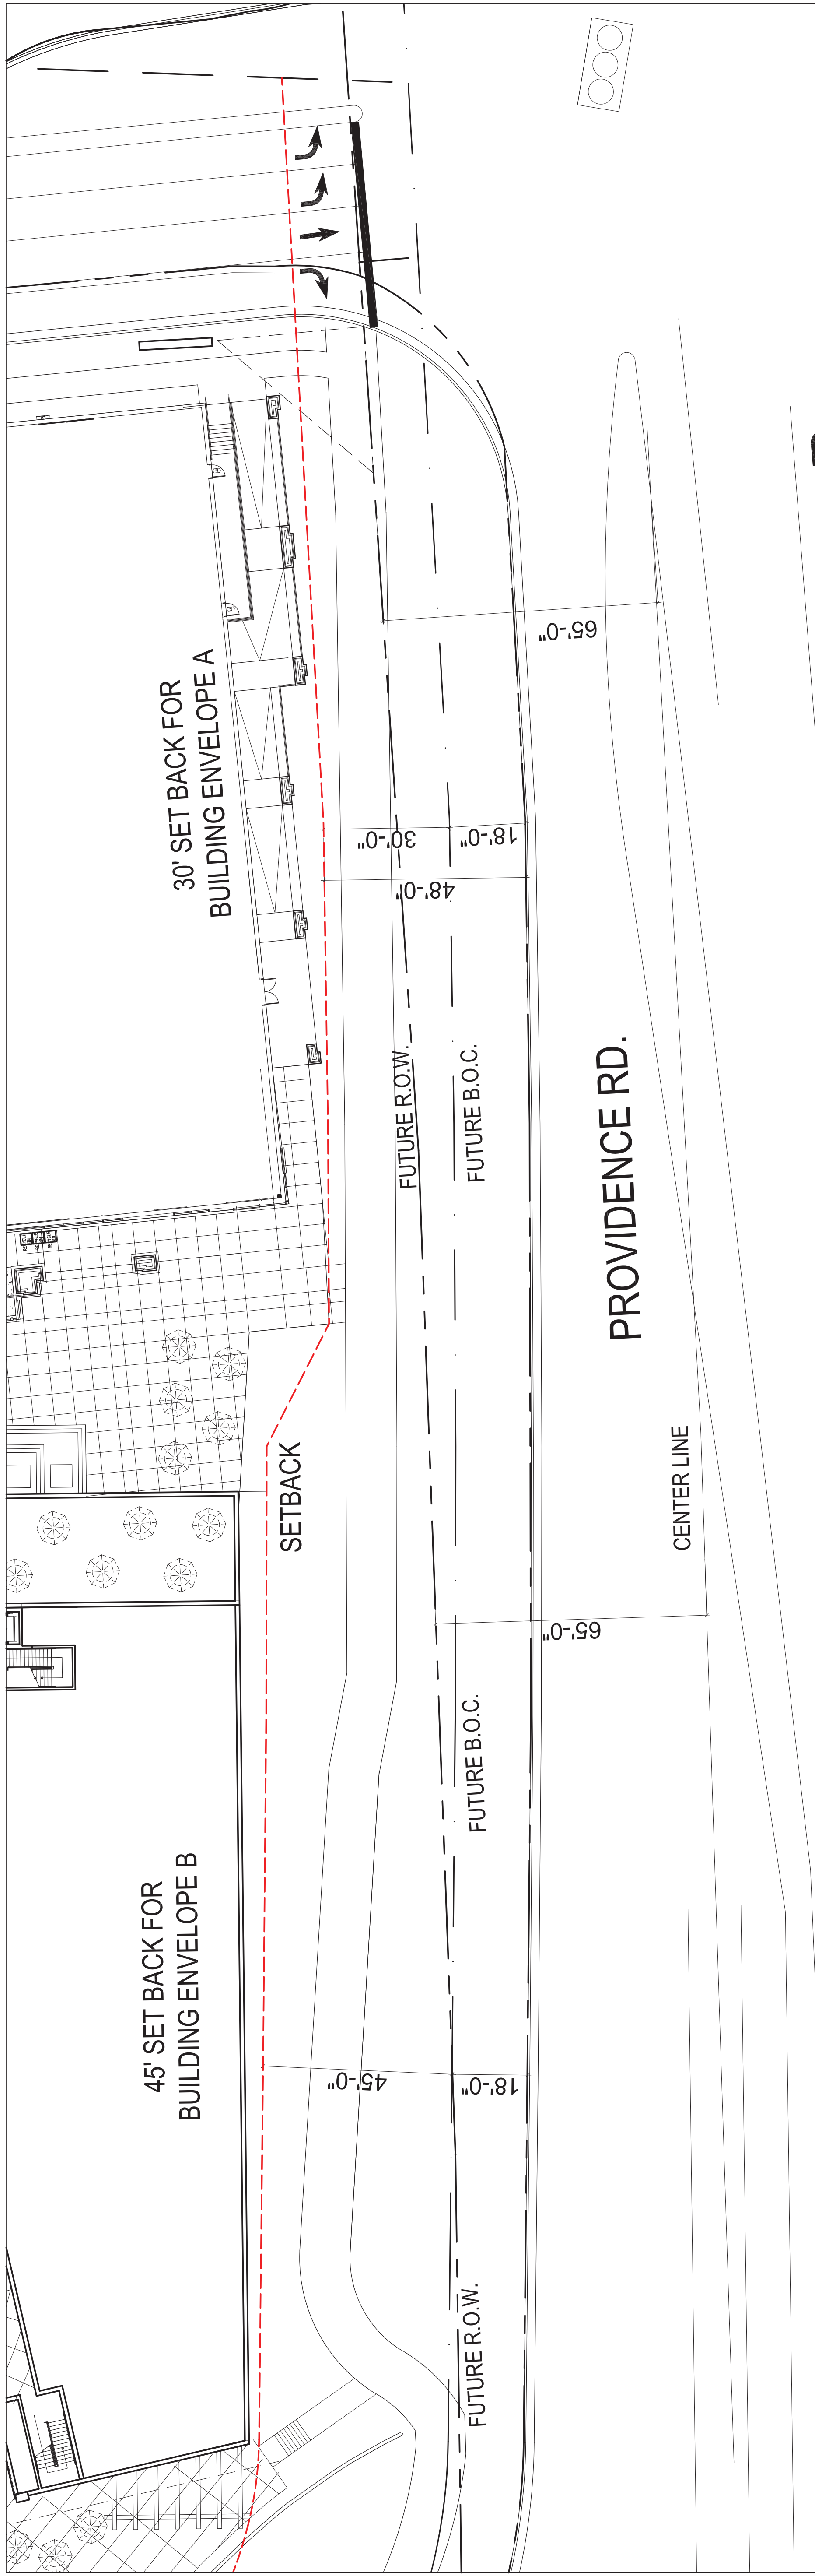 30' SET BACK FOR
BUILDING ENVELOPE A
65'-0"
30'-0"
18'-0"
48'-0"
FUTURE R.O.W.
FUTURE B.O.C.
PROVIDENCE RD.
SETBACK
CENTER LINE
65'-0"
FUTURE B.O.C.
45' SET BACK FOR
BUILDING ENVELOPE B
45'-0"
18'-0"
FUTURE R.O.W.